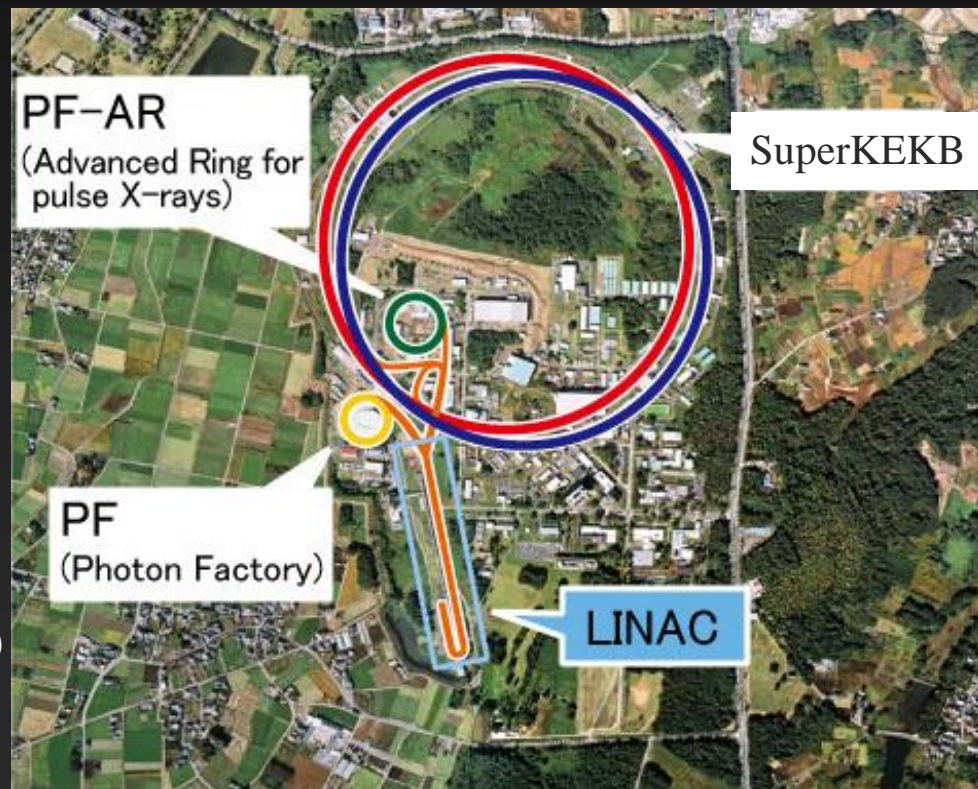 PF-AR
(Advanced Ring for
pulse X-rays)
SuperKEKB
PF
(Photon Factory)
LINAC